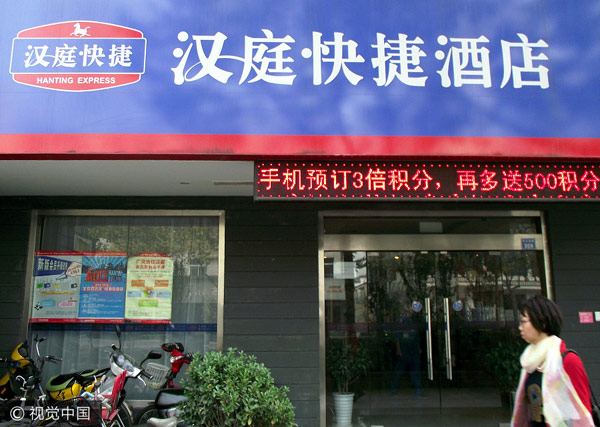 汉庭·快捷
HANTING EXPRESS
汉庭·快捷酒店
手机预订3倍积分，再多送500积分
© 视觉中国